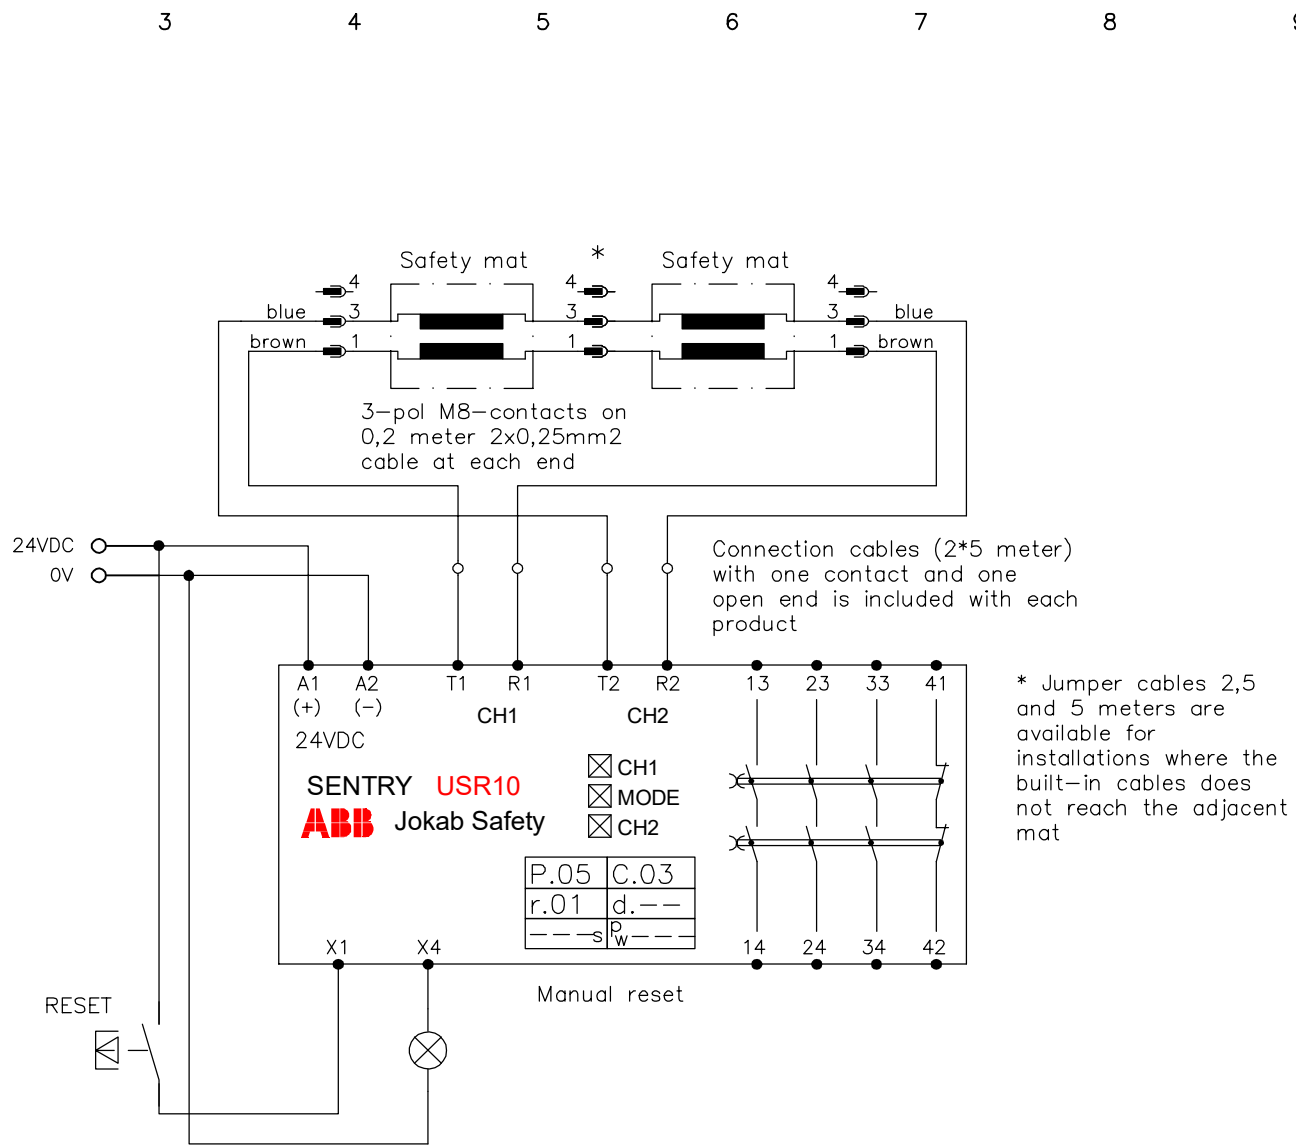 3 4 5 6 7 8 9
Safety mat * Safety mat
4 4 4
blue 3 3 3 blue
brown 1 1 1 brown
3-pol M8-contacts on
0,2 meter 2x0,25mm2
cable at each end
24VDC
0V
Connection cables (2*5 meter)
with one contact and one
open end is included with each
product
A1 A2 T1 R1 T2 R2 13 23 33 41
(+) (-)
CH1 CH2
24VDC
SENTRY USR10
ABB Jokab Safety
CH1
MODE
CH2
P.05 C.03
r.01 d.--
----s pw----
X1 X4 14 24 34 42
Manual reset
RESET
* Jumper cables 2,5
and 5 meters are
available for
installations where the
built-in cables does
not reach the adjacent
mat